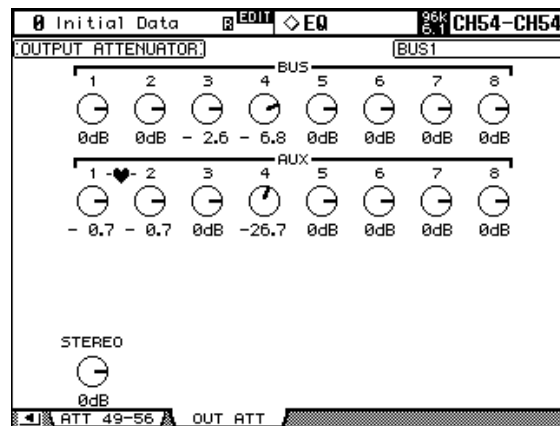 0 Initial Data R EDIT ◇EQ 96k 6.1 CH54-CH54
OUTPUT ATTENUATOR BUS1
BUS
1 2 3 4 5 6 7 8
0dB 0dB - 2.6 - 6.8 0dB 0dB 0dB 0dB
AUX
1 -♥- 2 3 4 5 6 7 8
- 0.7 - 0.7 0dB -26.7 0dB 0dB 0dB 0dB
STEREO
0dB
ATT 49-56 OUT ATT